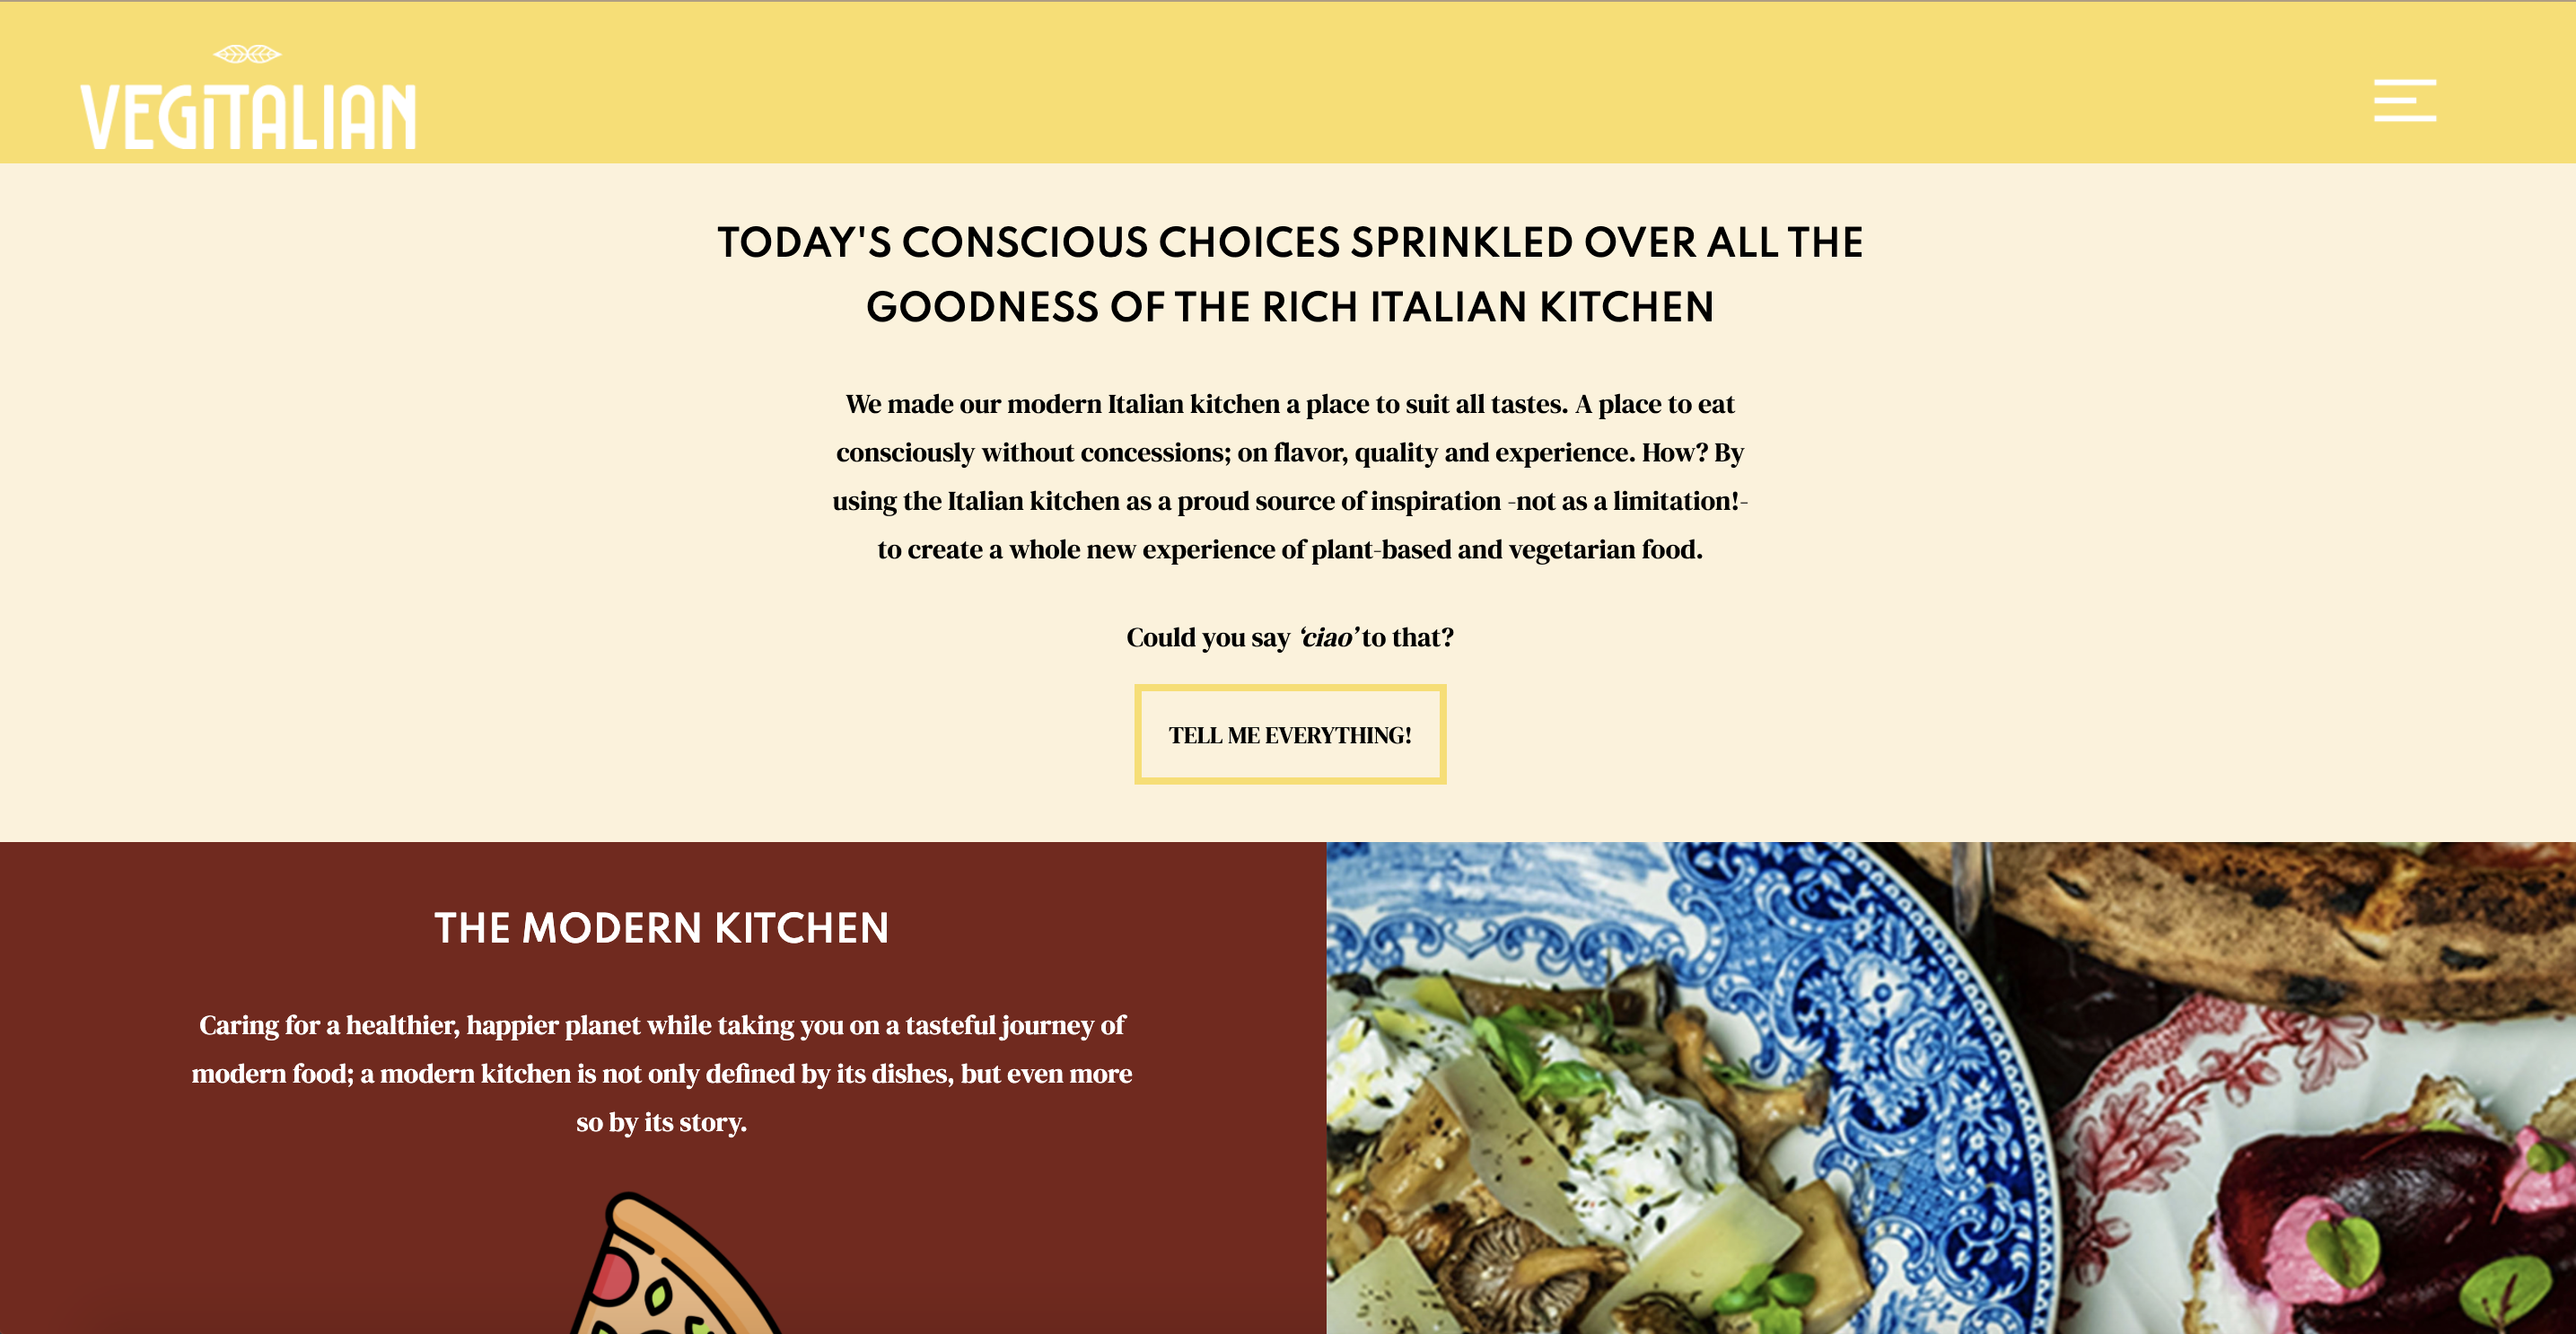 VEGiTALIAN
TODAY'S CONSCIOUS CHOICES SPRINKLED OVER ALL THE
GOODNESS OF THE RICH ITALIAN KITCHEN
We made our modern Italian kitchen a place to suit all tastes. A place to eat
consciously without concessions; on flavor, quality and experience. How? By
using the Italian kitchen as a proud source of inspiration -not as a limitation!-
to create a whole new experience of plant-based and vegetarian food.
Could you say ‘ciao’ to that?
TELL ME EVERYTHING!
THE MODERN KITCHEN
Caring for a healthier, happier planet while taking you on a tasteful journey of
modern food; a modern kitchen is not only defined by its dishes, but even more
so by its story.